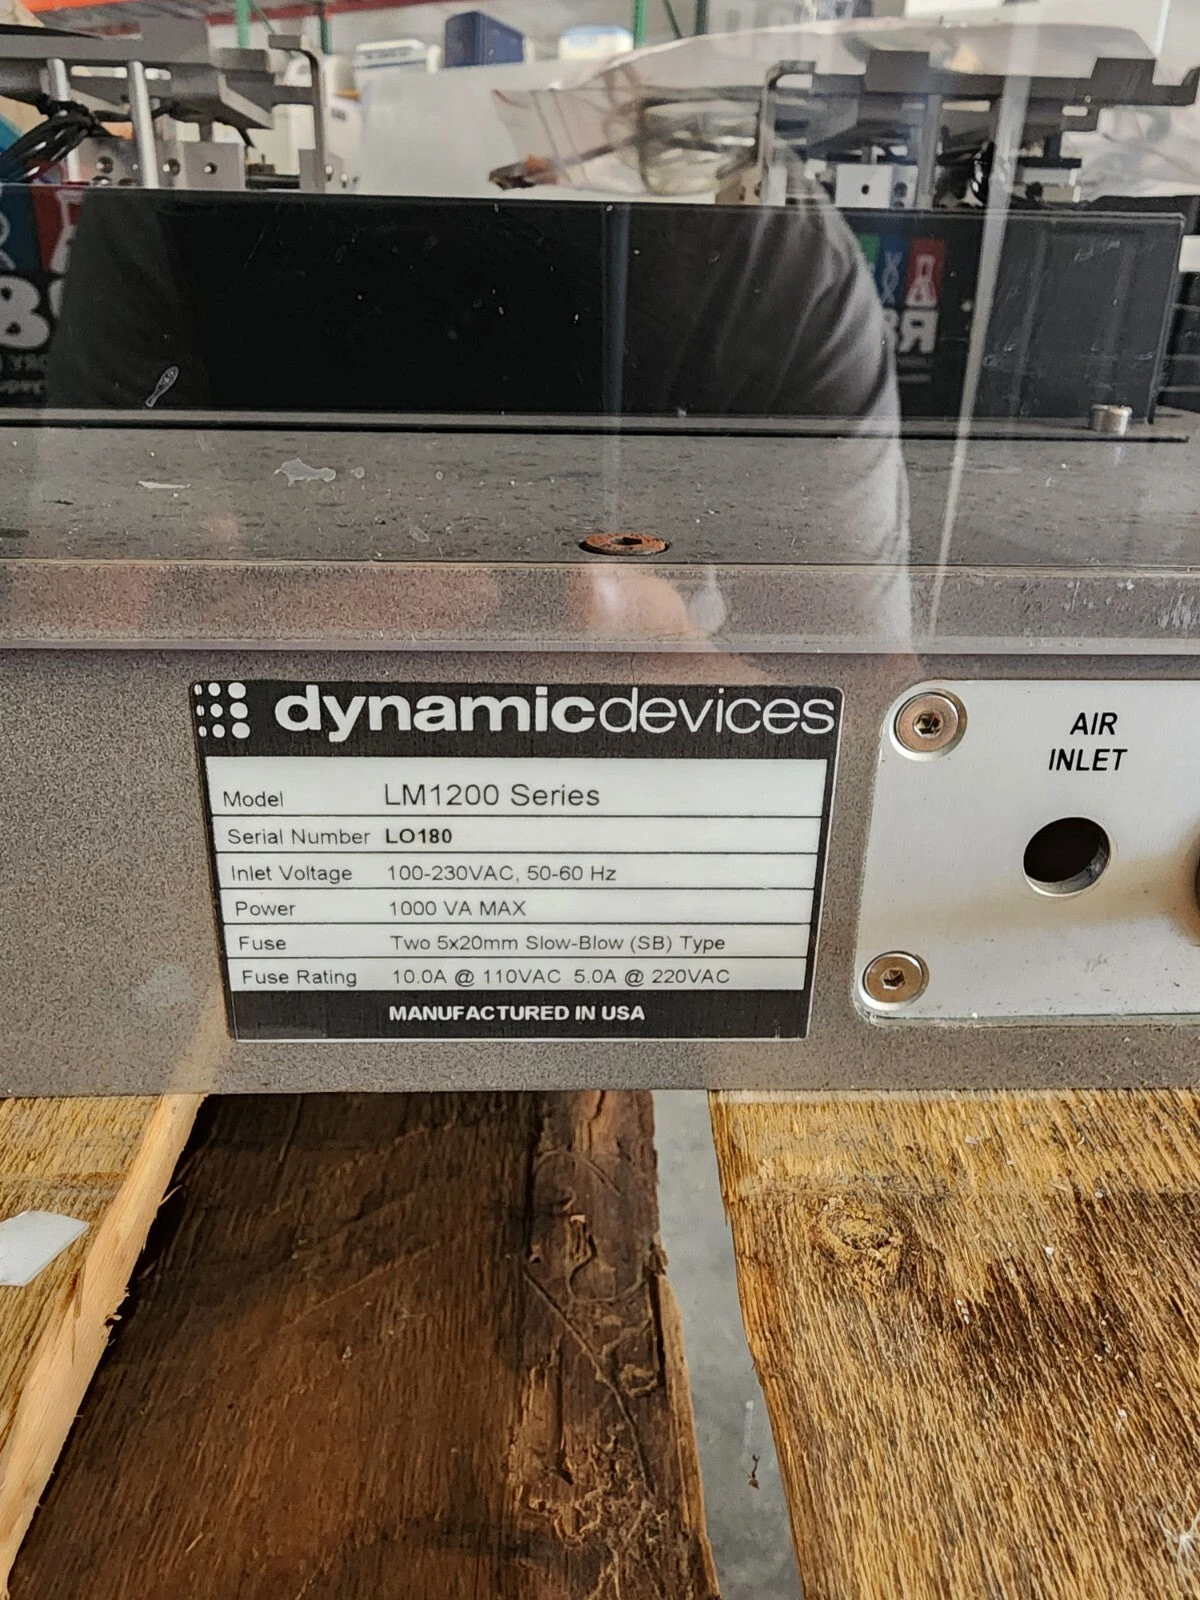 dynamicdevices
Model LM1200 Series
Serial Number LO180
Inlet Voltage 100-230VAC, 50-60 Hz
Power 1000 VA MAX
Fuse Two 5x20mm Slow-Blow (SB) Type
Fuse Rating 10.0A @ 110VAC 5.0A @ 220VAC
MANUFACTURED IN USA
AIR
INLET